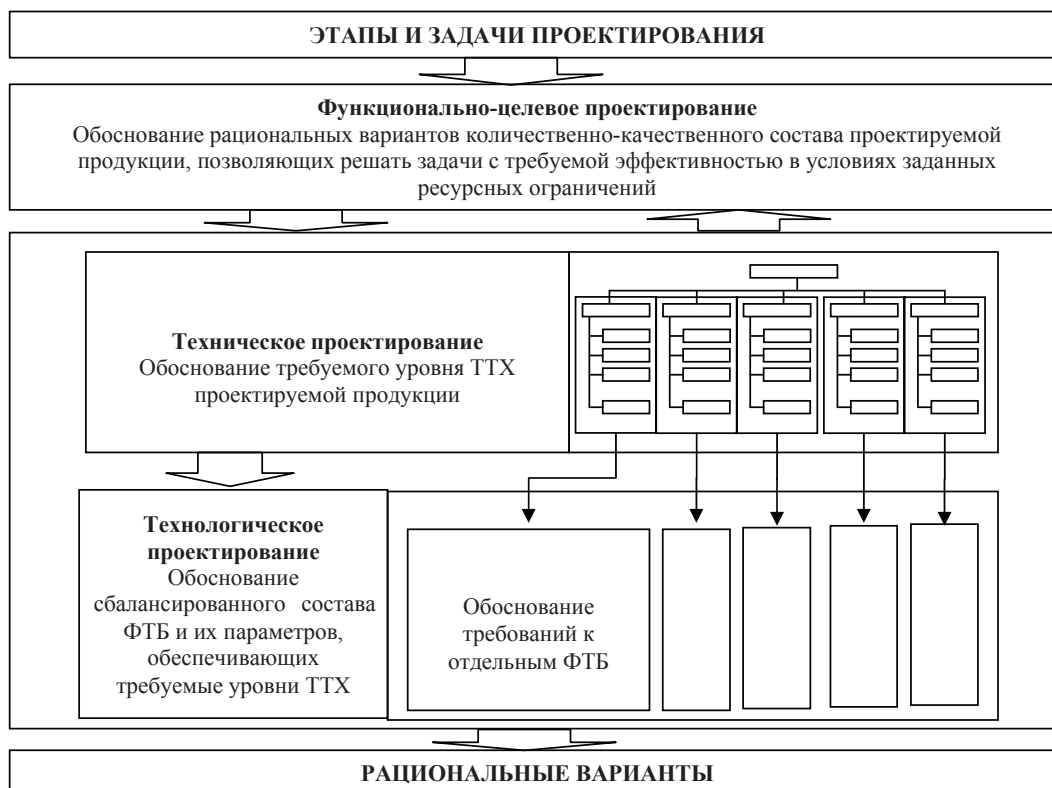 ЭТАПЫ И ЗАДАЧИ ПРОЕКТИРОВАНИЯ
Функционально-целевое проектирование
Обоснование рациональных вариантов количественно-качественного состава проектируемой
продукции, позволяющих решать задачи с требуемой эффективностью в условиях заданных
ресурсных ограничений
Техническое проектирование
Обоснование требуемого уровня ТТХ
проектируемой продукции
Технологическое
проектирование
Обоснование
сбалансированного состава
ФТБ и их параметров,
обеспечивающих
требуемые уровни ТТХ
Обоснование
требований к
отдельным ФТБ
РАЦИОНАЛЬНЫЕ ВАРИАНТЫ